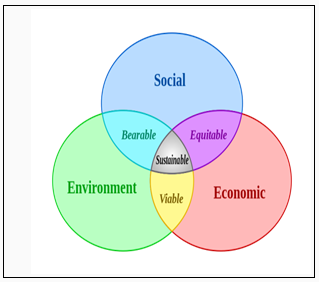 Social
Bearable
Equitable
Sustainable
Environment
Economic
Viable